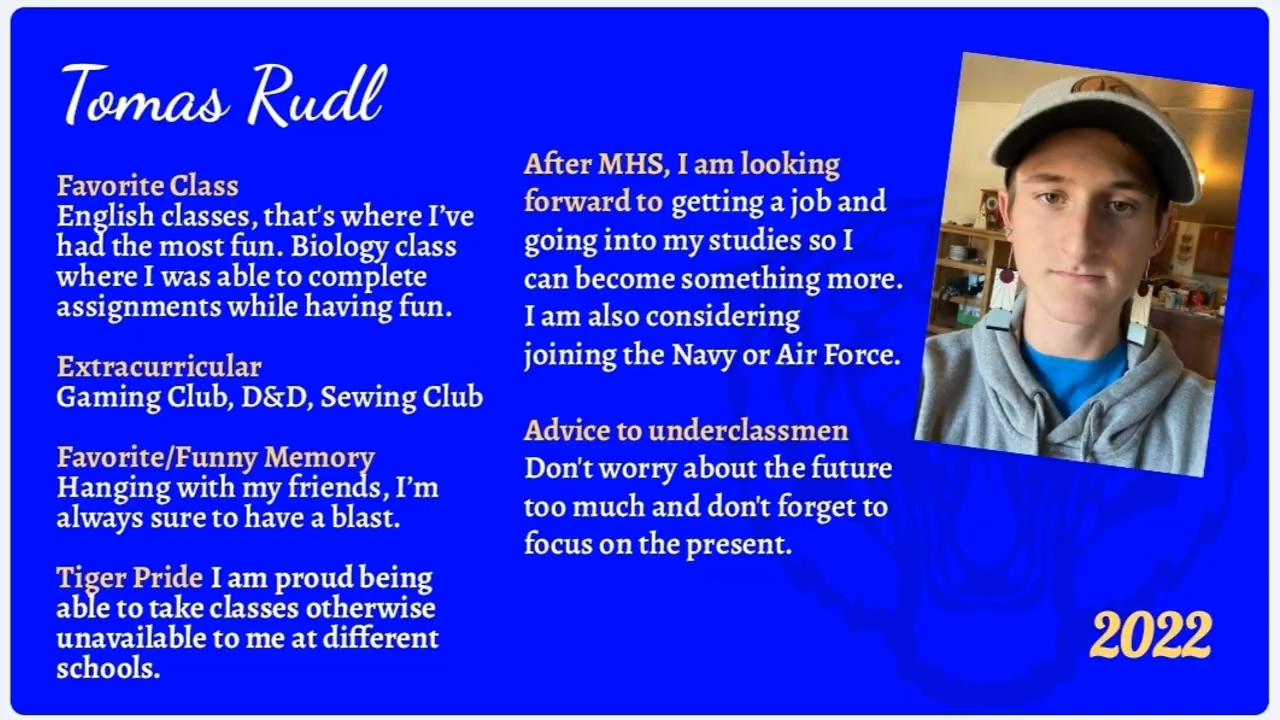 Tomas Rudl
Favorite Class
English classes, that's where I’ve
had the most fun. Biology class
where I was able to complete
assignments while having fun.
Extracurricular
Gaming Club, D&D, Sewing Club
Favorite/Funny Memory
Hanging with my friends, I’m
always sure to have a blast.
Tiger Pride I am proud being
able to take classes otherwise
unavailable to me at different
schools.
After MHS, I am looking
forward to getting a job and
going into my studies so I
can become something more.
I am also considering
joining the Navy or Air Force.
Advice to underclassmen
Don't worry about the future
too much and don't forget to
focus on the present.
2022